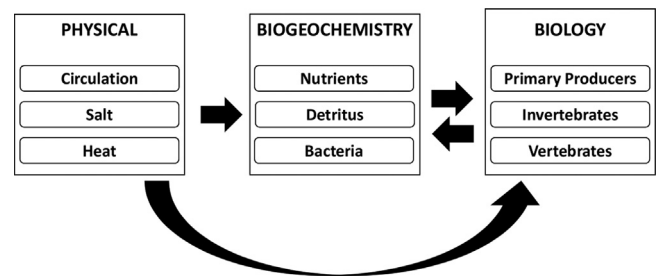 PHYSICAL
Circulation
Salt
Heat
BIOGEOCHEMISTRY
Nutrients
Detritus
Bacteria
BIOLOGY
Primary Producers
Invertebrates
Vertebrates